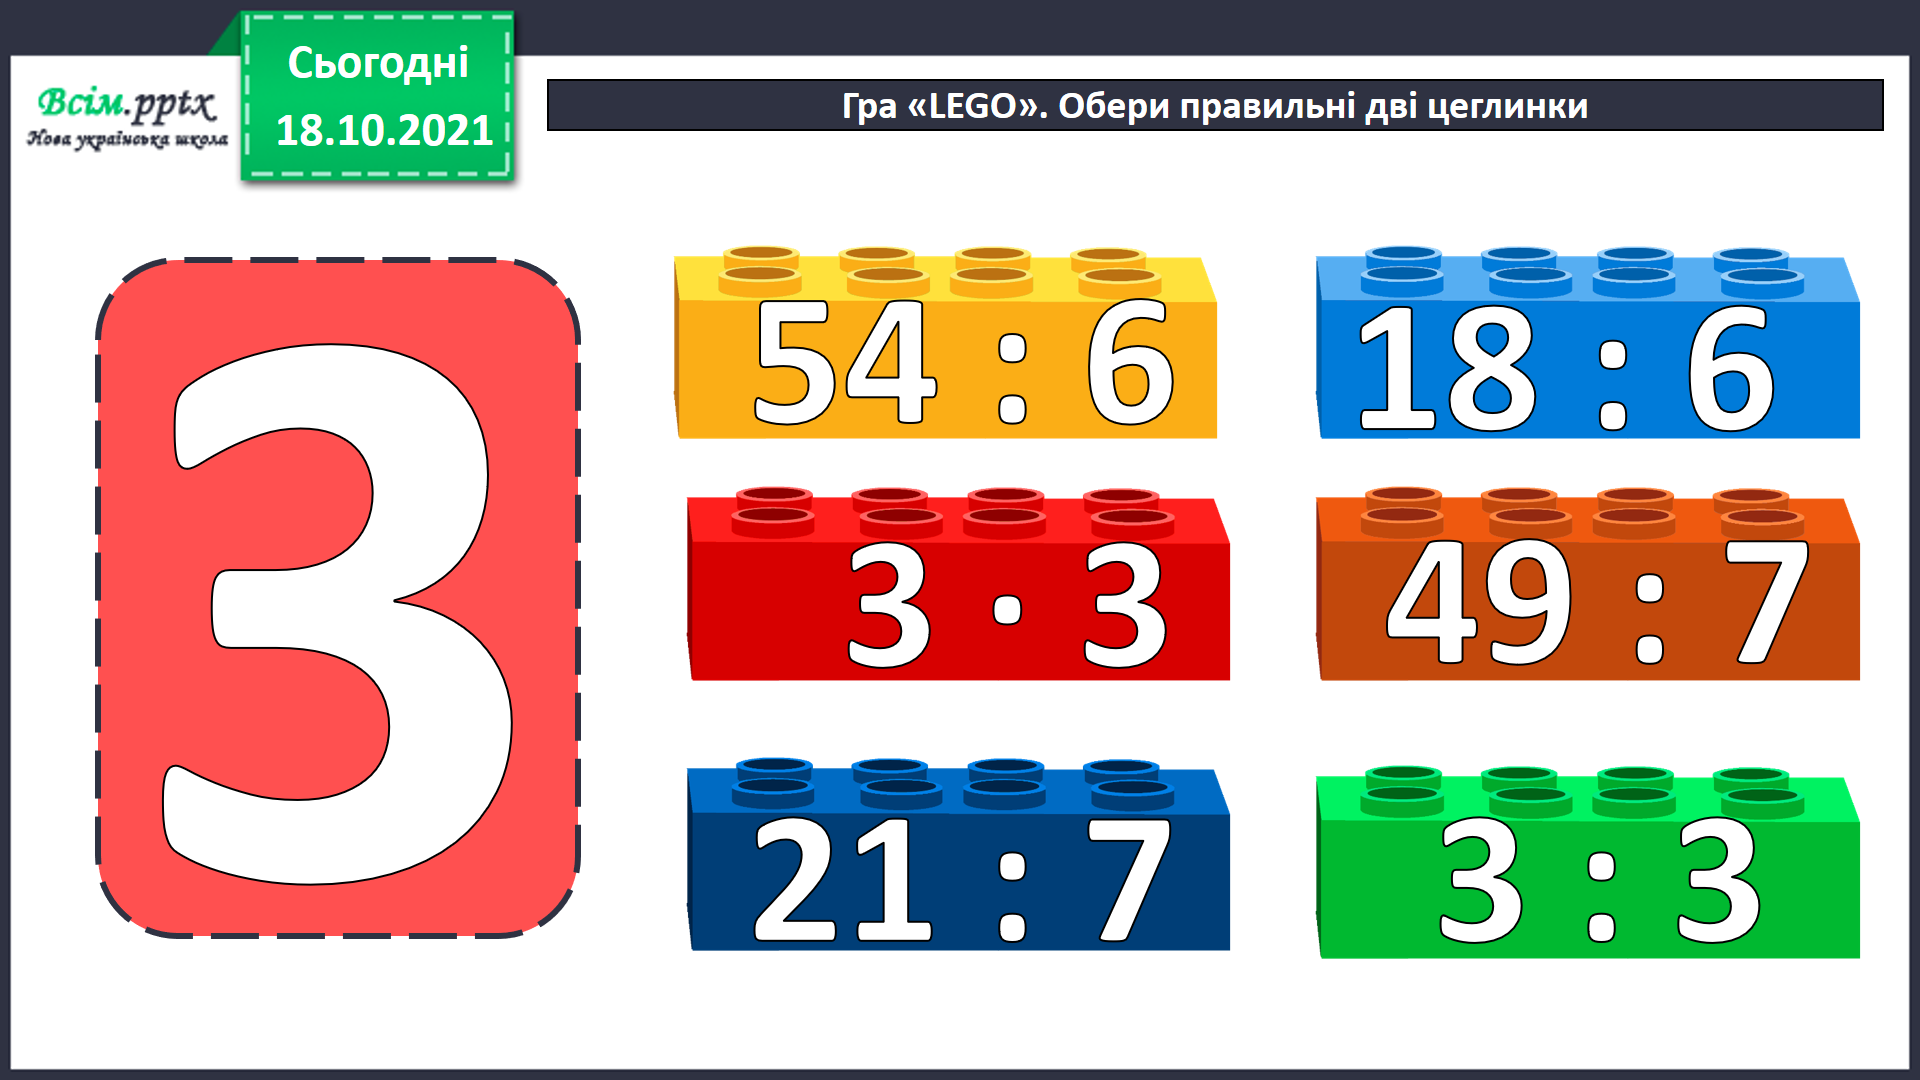 Сьогодні
18.10.2021
Всім.pptx
Нова українська школа
Гра «LEGO». Обери правильні дві цеглинки
3
54 : 6
18 : 6
3 · 3
49 : 7
21 : 7
3 : 3